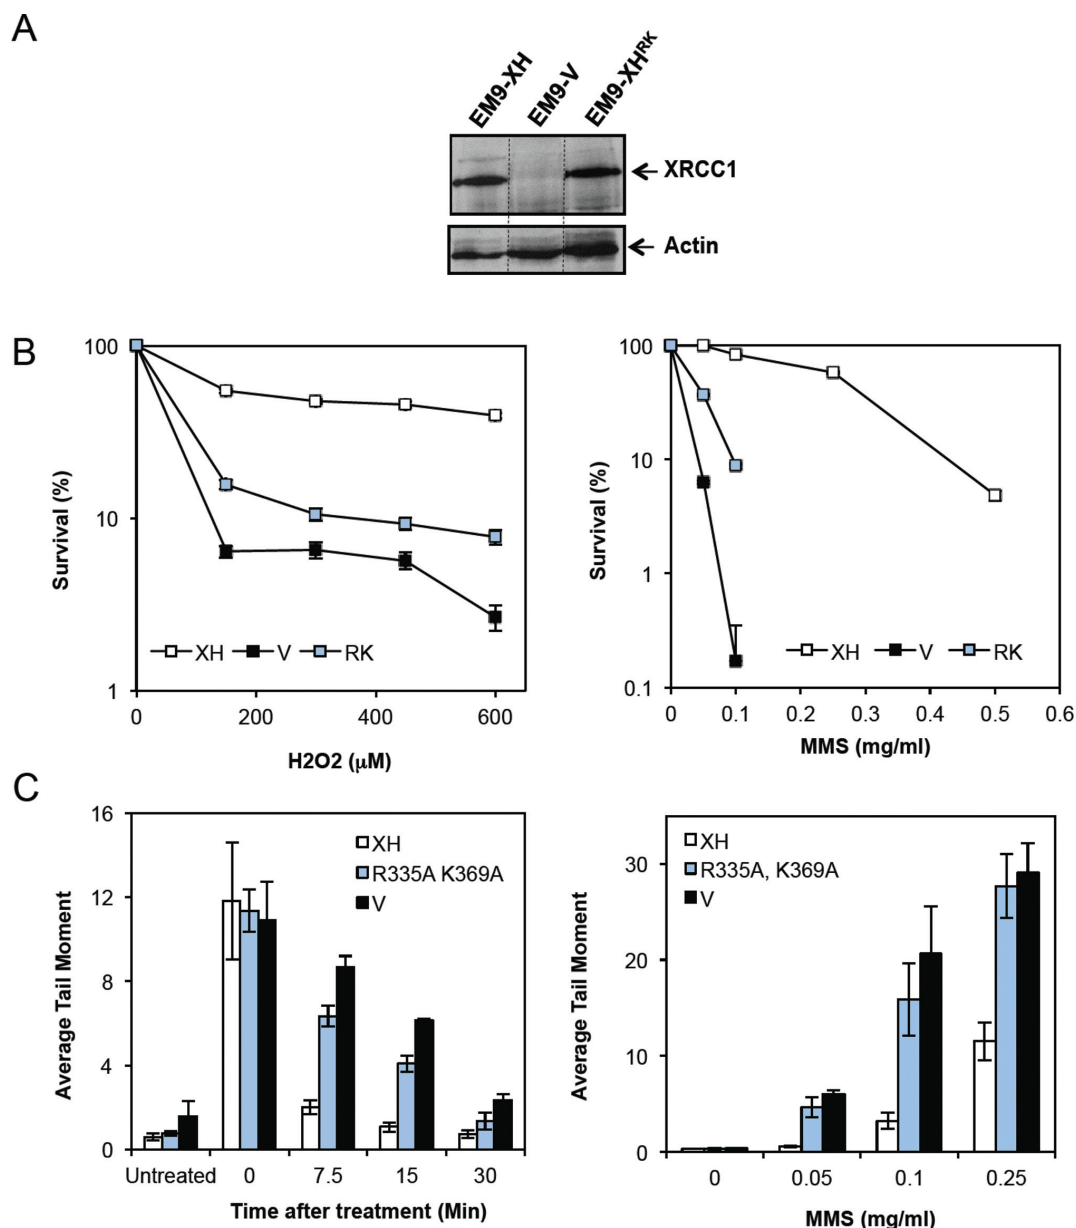 A
EM9-XH
EM9-V
EM9-XHRK
XRCC1
Actin
B
100
10
1
0
200
400
600
Survival (%)
H2O2 (μM)
XH
V
RK
100
10
1
0.1
0
0.1
0.2
0.3
0.4
0.5
0.6
Survival (%)
MMS (mg/ml)
XH
V
RK
C
16
12
8
4
0
Average Tail Moment
XH
R335A K369A
V
Untreated
0
7.5
15
30
Time after treatment (Min)
30
20
10
0
Average Tail Moment
XH
R335A, K369A
V
0
0.05
0.1
0.25
MMS (mg/ml)